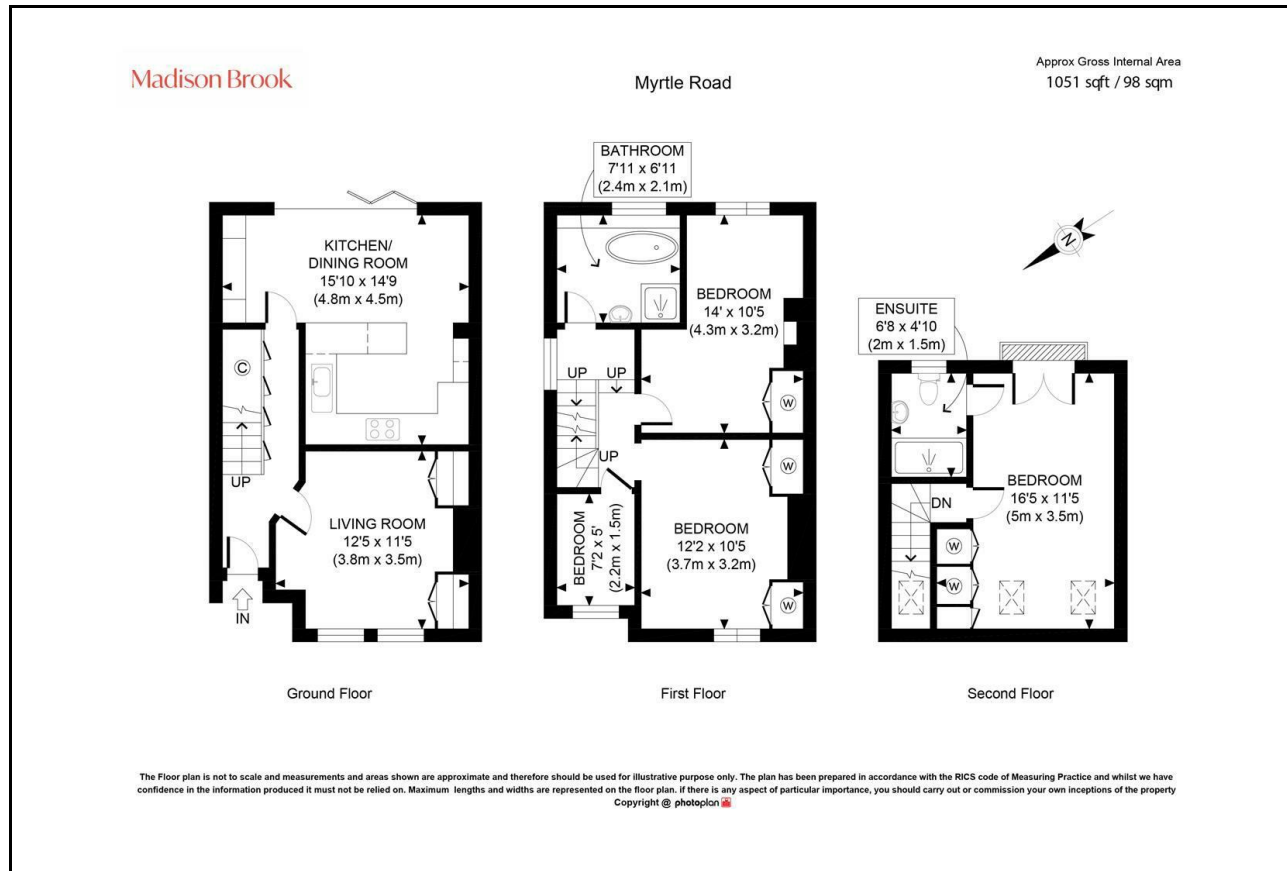 Madison Brook
Myrtle Road
Approx Gross Internal Area
1051 sqft / 98 sqm
KITCHEN/
DINING ROOM
15'10 x 14'9
(4.8m x 4.5m)
C
UP
LIVING ROOM
12'5 x 11'5
(3.8m x 3.5m)
IN
Ground Floor
BATHROOM
7'11 x 6'11
(2.4m x 2.1m)
BEDROOM
14' x 10'5
(4.3m x 3.2m)
UP
UP
W
UP
W
BEDROOM
7'2 x 5'
(2.2m x 1.5m)
BEDROOM
12'2 x 10'5
(3.7m x 3.2m)
W
First Floor
N
ENSUITE
6'8 x 4'10
(2m x 1.5m)
BEDROOM
16'5 x 11'5
(5m x 3.5m)
DN
W
W
Second Floor
The Floor plan is not to scale and measurements and areas shown are approximate and therefore should be used for illustrative purpose only. The plan has been prepared in accordance with the RICS code of Measuring Practice and whilst we have
confidence in the information produced it must not be relied on. Maximum lengths and widths are represented on the floor plan. if there is any aspect of particular importance, you should carry out or commission your own inceptions of the property
Copyright @ photoplan